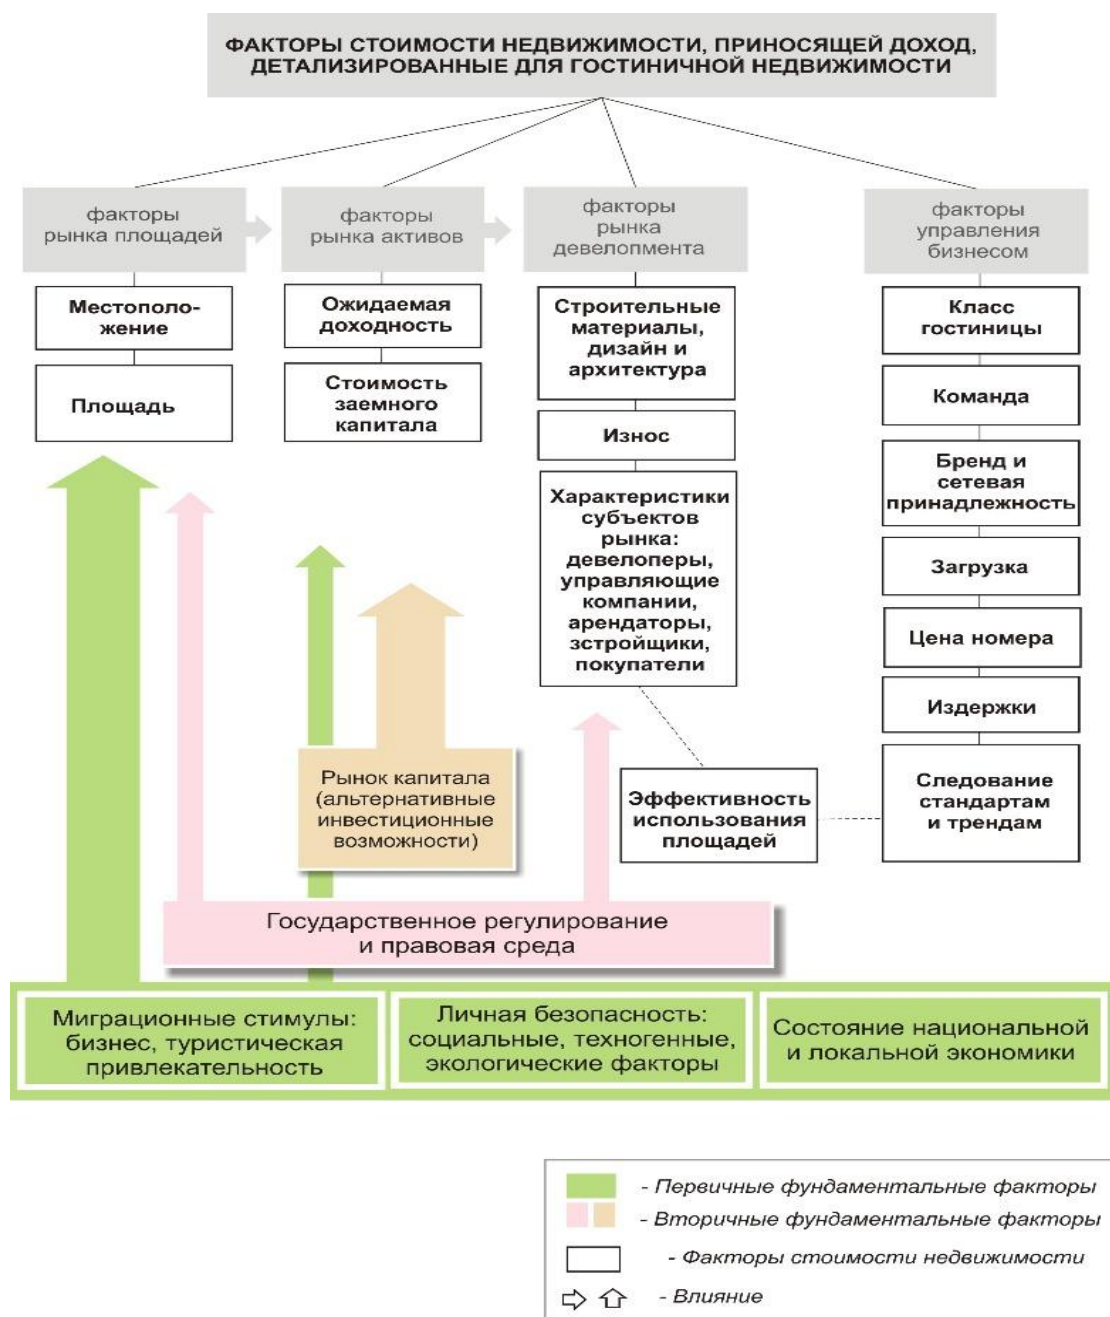 ФАКТОРЫ СТОИМОСТИ НЕДВИЖИМОСТИ, ПРИНОСЯЩЕЙ ДОХОД,
ДЕТАЛИЗИРОВАННЫЕ ДЛЯ ГОСТИНИЧНОЙ НЕДВИЖИМОСТИ
факторы
рынка площадей
Местополо-
жение
Площадь
факторы
рынка активов
Ожидаемая
доходность
Стоимость
заемного
капитала
факторы
рынка
девелопмента
Строительные
материалы,
дизайн и
архитектура
Износ
Характеристики
субъектов
рынка:
девелоперы,
управляющие
компании,
арендаторы,
зстройщики,
покупатели
факторы
управления
бизнесом
Класс
гостиницы
Команда
Бренд и
сетевая
принадлежность
Загрузка
Цена номера
Издержки
Следование
стандартам
и трендам
Эффективность
использования
площадей
Рынок капитала
(альтернативные
инвестиционные
возможности)
Государственное регулирование
и правовая среда
Миграционные стимулы:
бизнес, туристическая
привлекательность
Личная безопасность:
социальные, техногенные,
экологические факторы
Состояние национальной
и локальной экономики
- Первичные фундаментальные факторы
- Вторичные фундаментальные факторы
- Факторы стоимости недвижимости
- Влияние